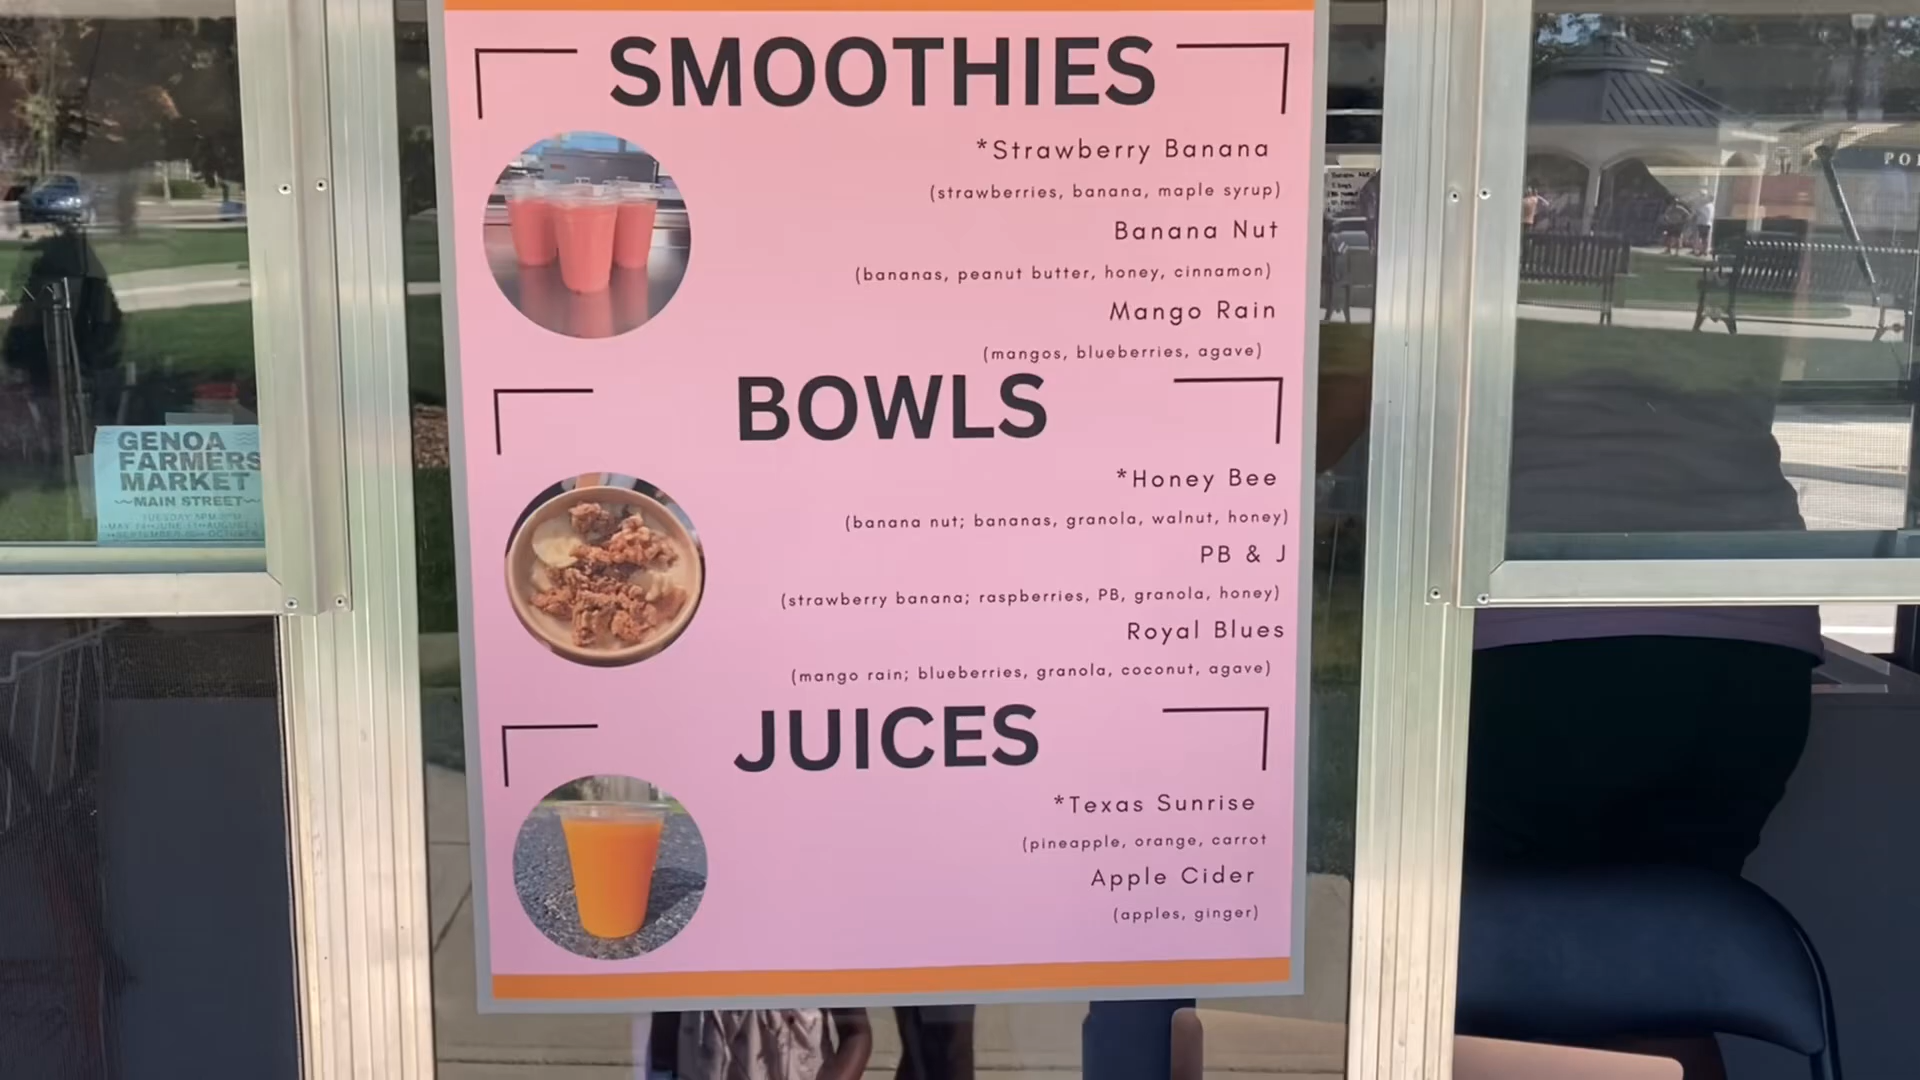 SMOOTHIES
*Strawberry Banana
(strawberries, banana, maple syrup)
Banana Nut
(bananas, peanut butter, honey, cinnamon)
Mango Rain
(mangos, blueberries, agave)
BOWLS
*Honey Bee
(banana nut; bananas, granola, walnut, honey)
PB & J
(strawberry banana; raspberries, PB, granola, honey)
Royal Blues
(mango rain; blueberries, granola, coconut, agave)
JUICES
*Texas Sunrise
(pineapple, orange, carrot
Apple Cider
(apples, ginger)
GENOA
FARMERS
MARKET
~MAIN STREET~